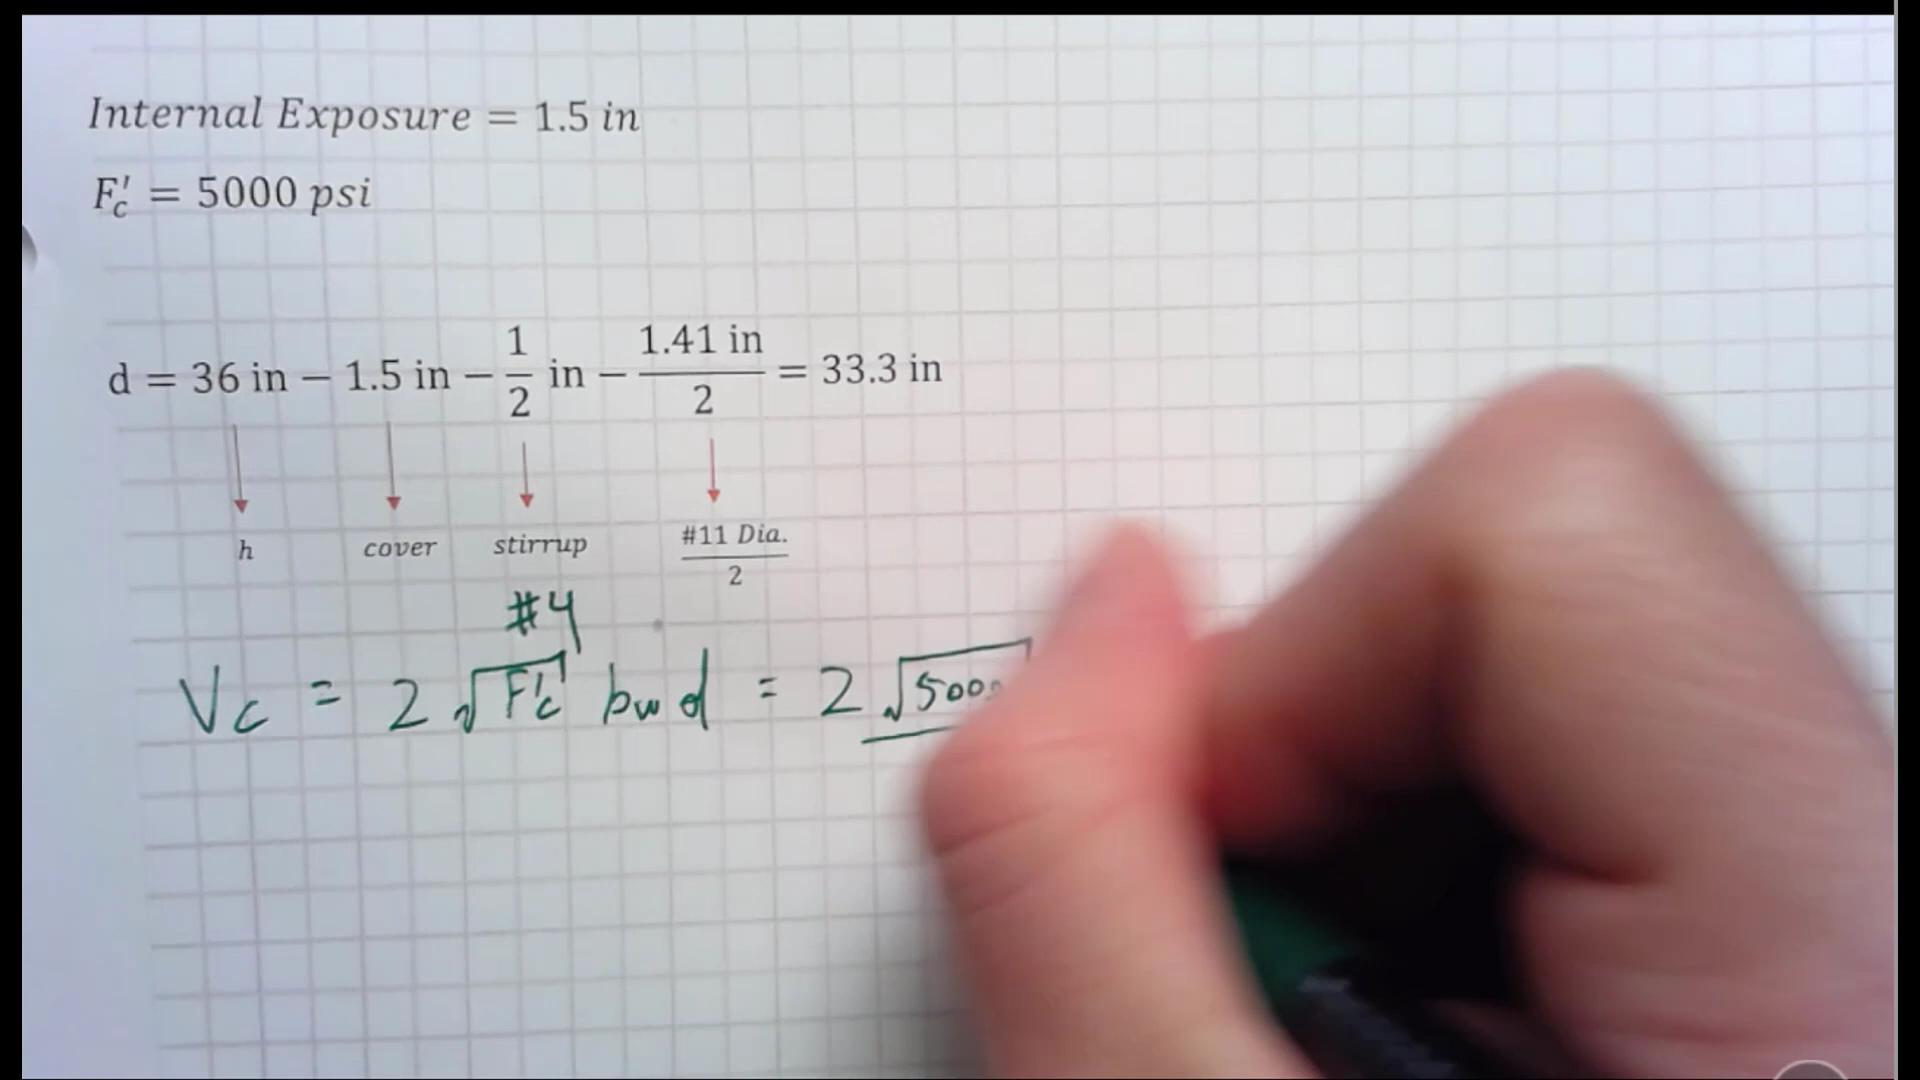 Internal Exposure = 1.5 in
F'c = 5000 psi
d = 36 in − 1.5 in − 1/2 in − 1.41 in/2 = 33.3 in
h cover stirrup #11 Dia./2
#4
Vc = 2 √F'c bw d = 2 √5000